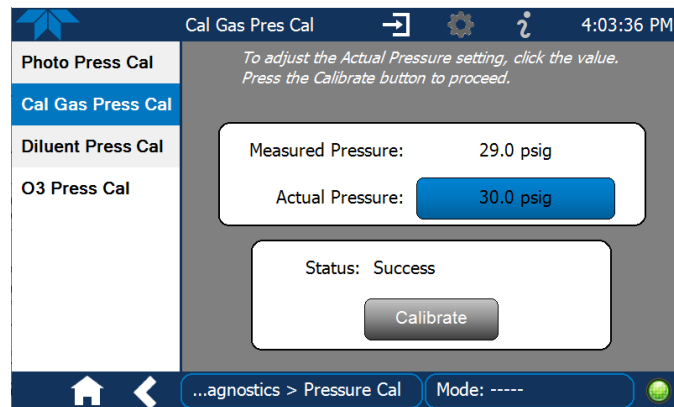 Cal Gas Pres Cal
4:03:36 PM
Photo Press Cal
Cal Gas Press Cal
Diluent Press Cal
O3 Press Cal
To adjust the Actual Pressure setting, click the value.
Press the Calibrate button to proceed.
Measured Pressure: 29.0 psig
Actual Pressure: 30.0 psig
Status: Success
Calibrate
...agnostics > Pressure Cal
Mode: -----